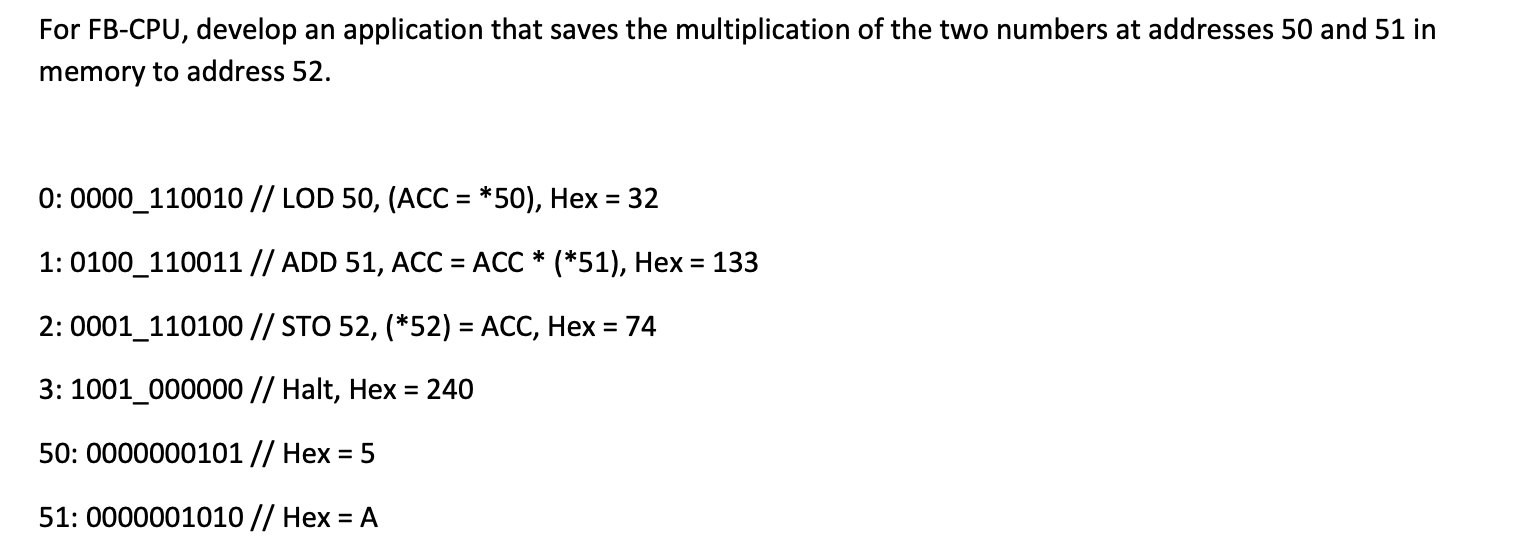 For FB-CPU, develop an application that saves the multiplication of the two numbers at addresses 50 and 51 in
memory to address 52.
0: 0000_110010 // LOD 50, (ACC = *50), Hex = 32
1: 0100_110011 // ADD 51, ACC = ACC * (*51), Hex = 133
2: 0001_110100 // STO 52, (*52) = ACC, Hex = 74
3: 1001_000000 // Halt, Hex = 240
50: 0000000101 // Hex = 5
51: 0000001010 // Hex = A